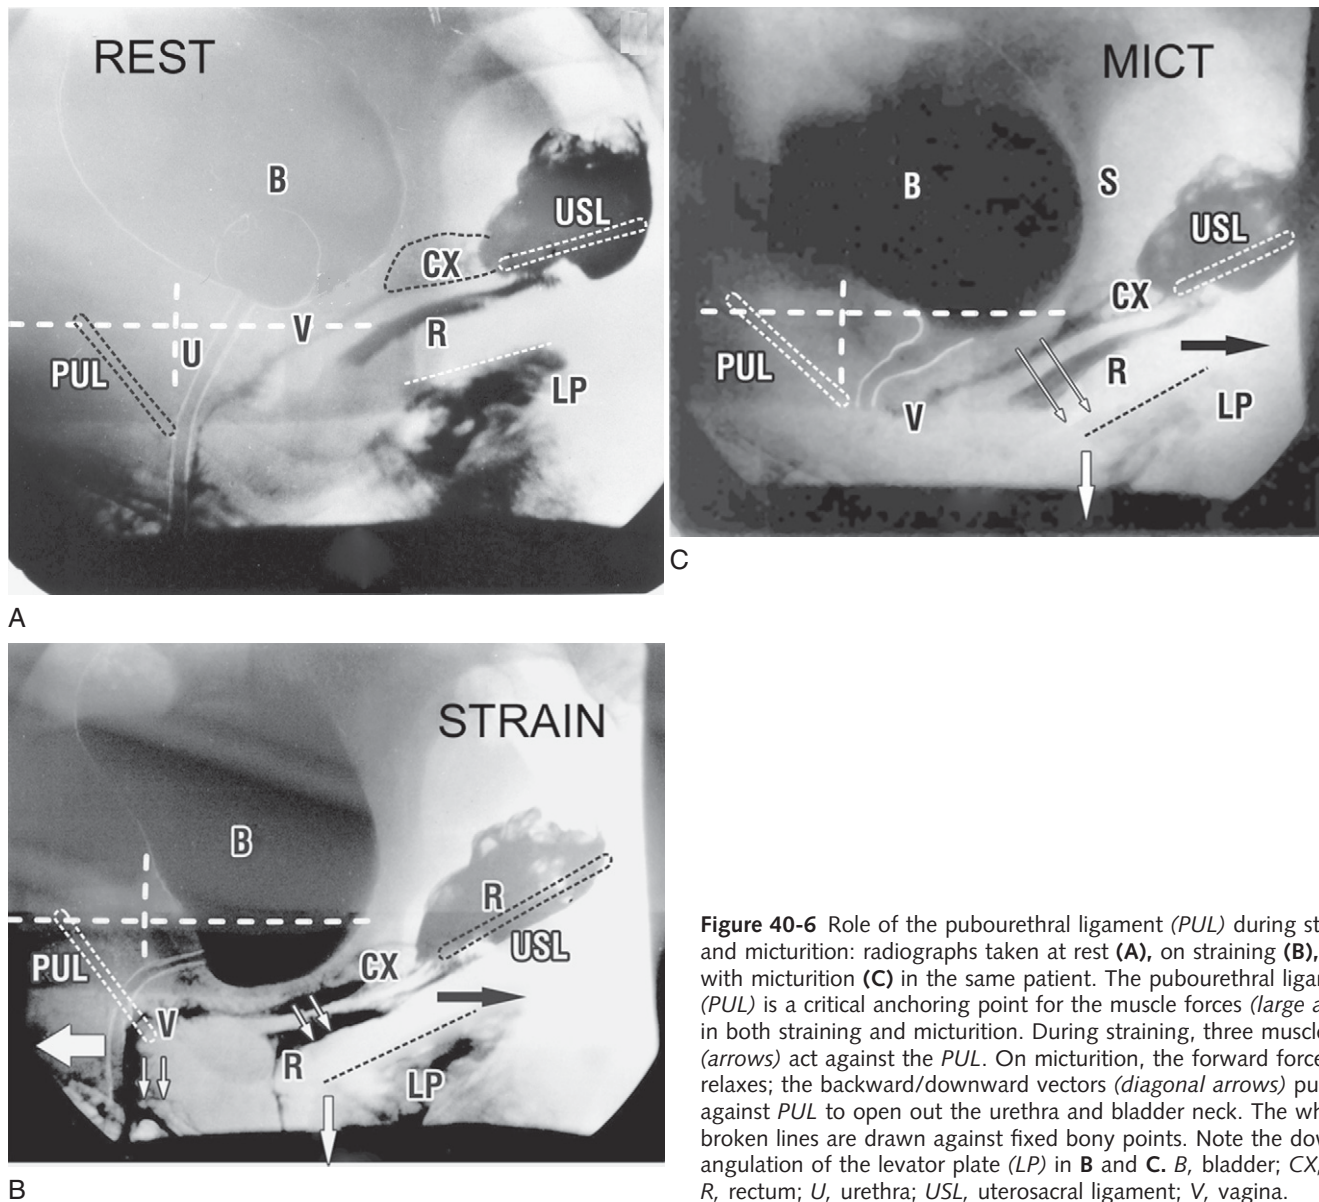 REST
B
USL
CX
V
R
U
PUL
LP
A
MICT
B
S
USL
CX
PUL
R
LP
V
C
STRAIN
B
R
USL
CX
PUL
V
R
LP
B
Figure 40-6 Role of the pubourethral ligament (PUL) during st
and micturition: radiographs taken at rest (A), on straining (B),
with micturition (C) in the same patient. The pubourethral ligar
(PUL) is a critical anchoring point for the muscle forces (large a
in both straining and micturition. During straining, three muscle
(arrows) act against the PUL. On micturition, the forward force
relaxes; the backward/downward vectors (diagonal arrows) pu
against PUL to open out the urethra and bladder neck. The wh
broken lines are drawn against fixed bony points. Note the dov
angulation of the levator plate (LP) in B and C. B, bladder; CX,
R, rectum; U, urethra; USL, uterosacral ligament; V, vagina.